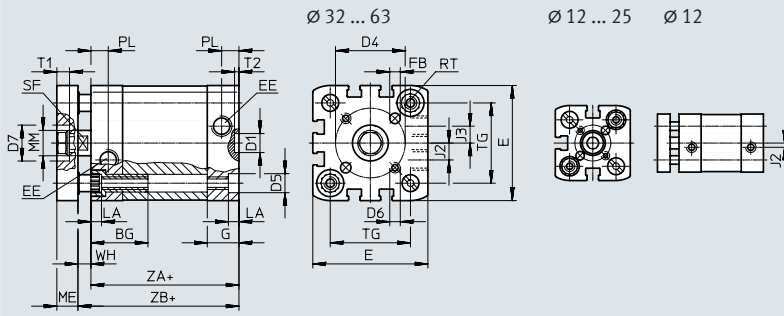 Ø 32 ... 63
Ø 12 ... 25
Ø 12
PL
PL
T1
T2
SF
EE
D7
MM
D1
EE
D5
LA
LA
BG
G
WH
ZA+
ME
ZB+
D4
FB
RT
J3
TG
E
J2
D6
TG
E
J2